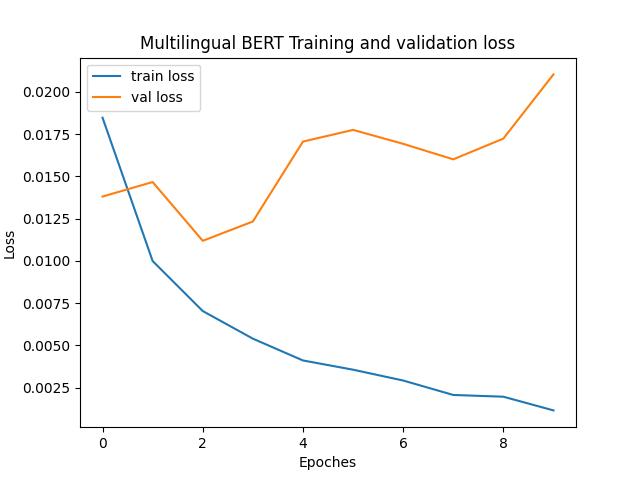 Multilingual BERT Training and validation loss
train loss
val loss
0.0200
0.0175
0.0150
0.0125
0.0100
0.0075
0.0050
0.0025
Loss
0 2 4 6 8
Epoches